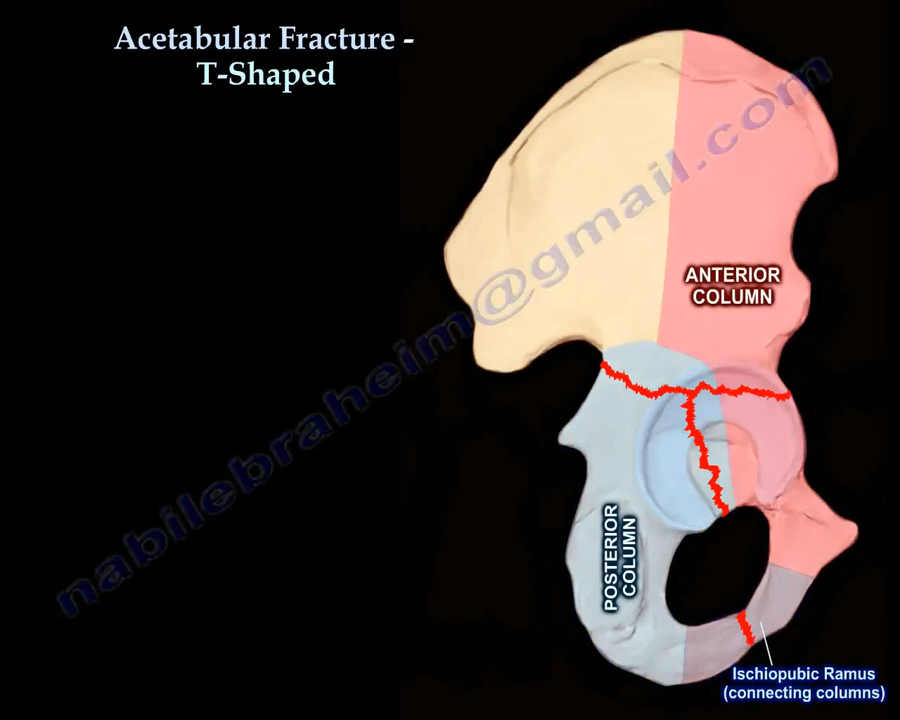 Acetabular Fracture -
T-Shaped
nabilebraheim@gmail.com
ANTERIOR
COLUMN
POSTERIOR
COLUMN
Ischiopubic Ramus
(connecting columns)